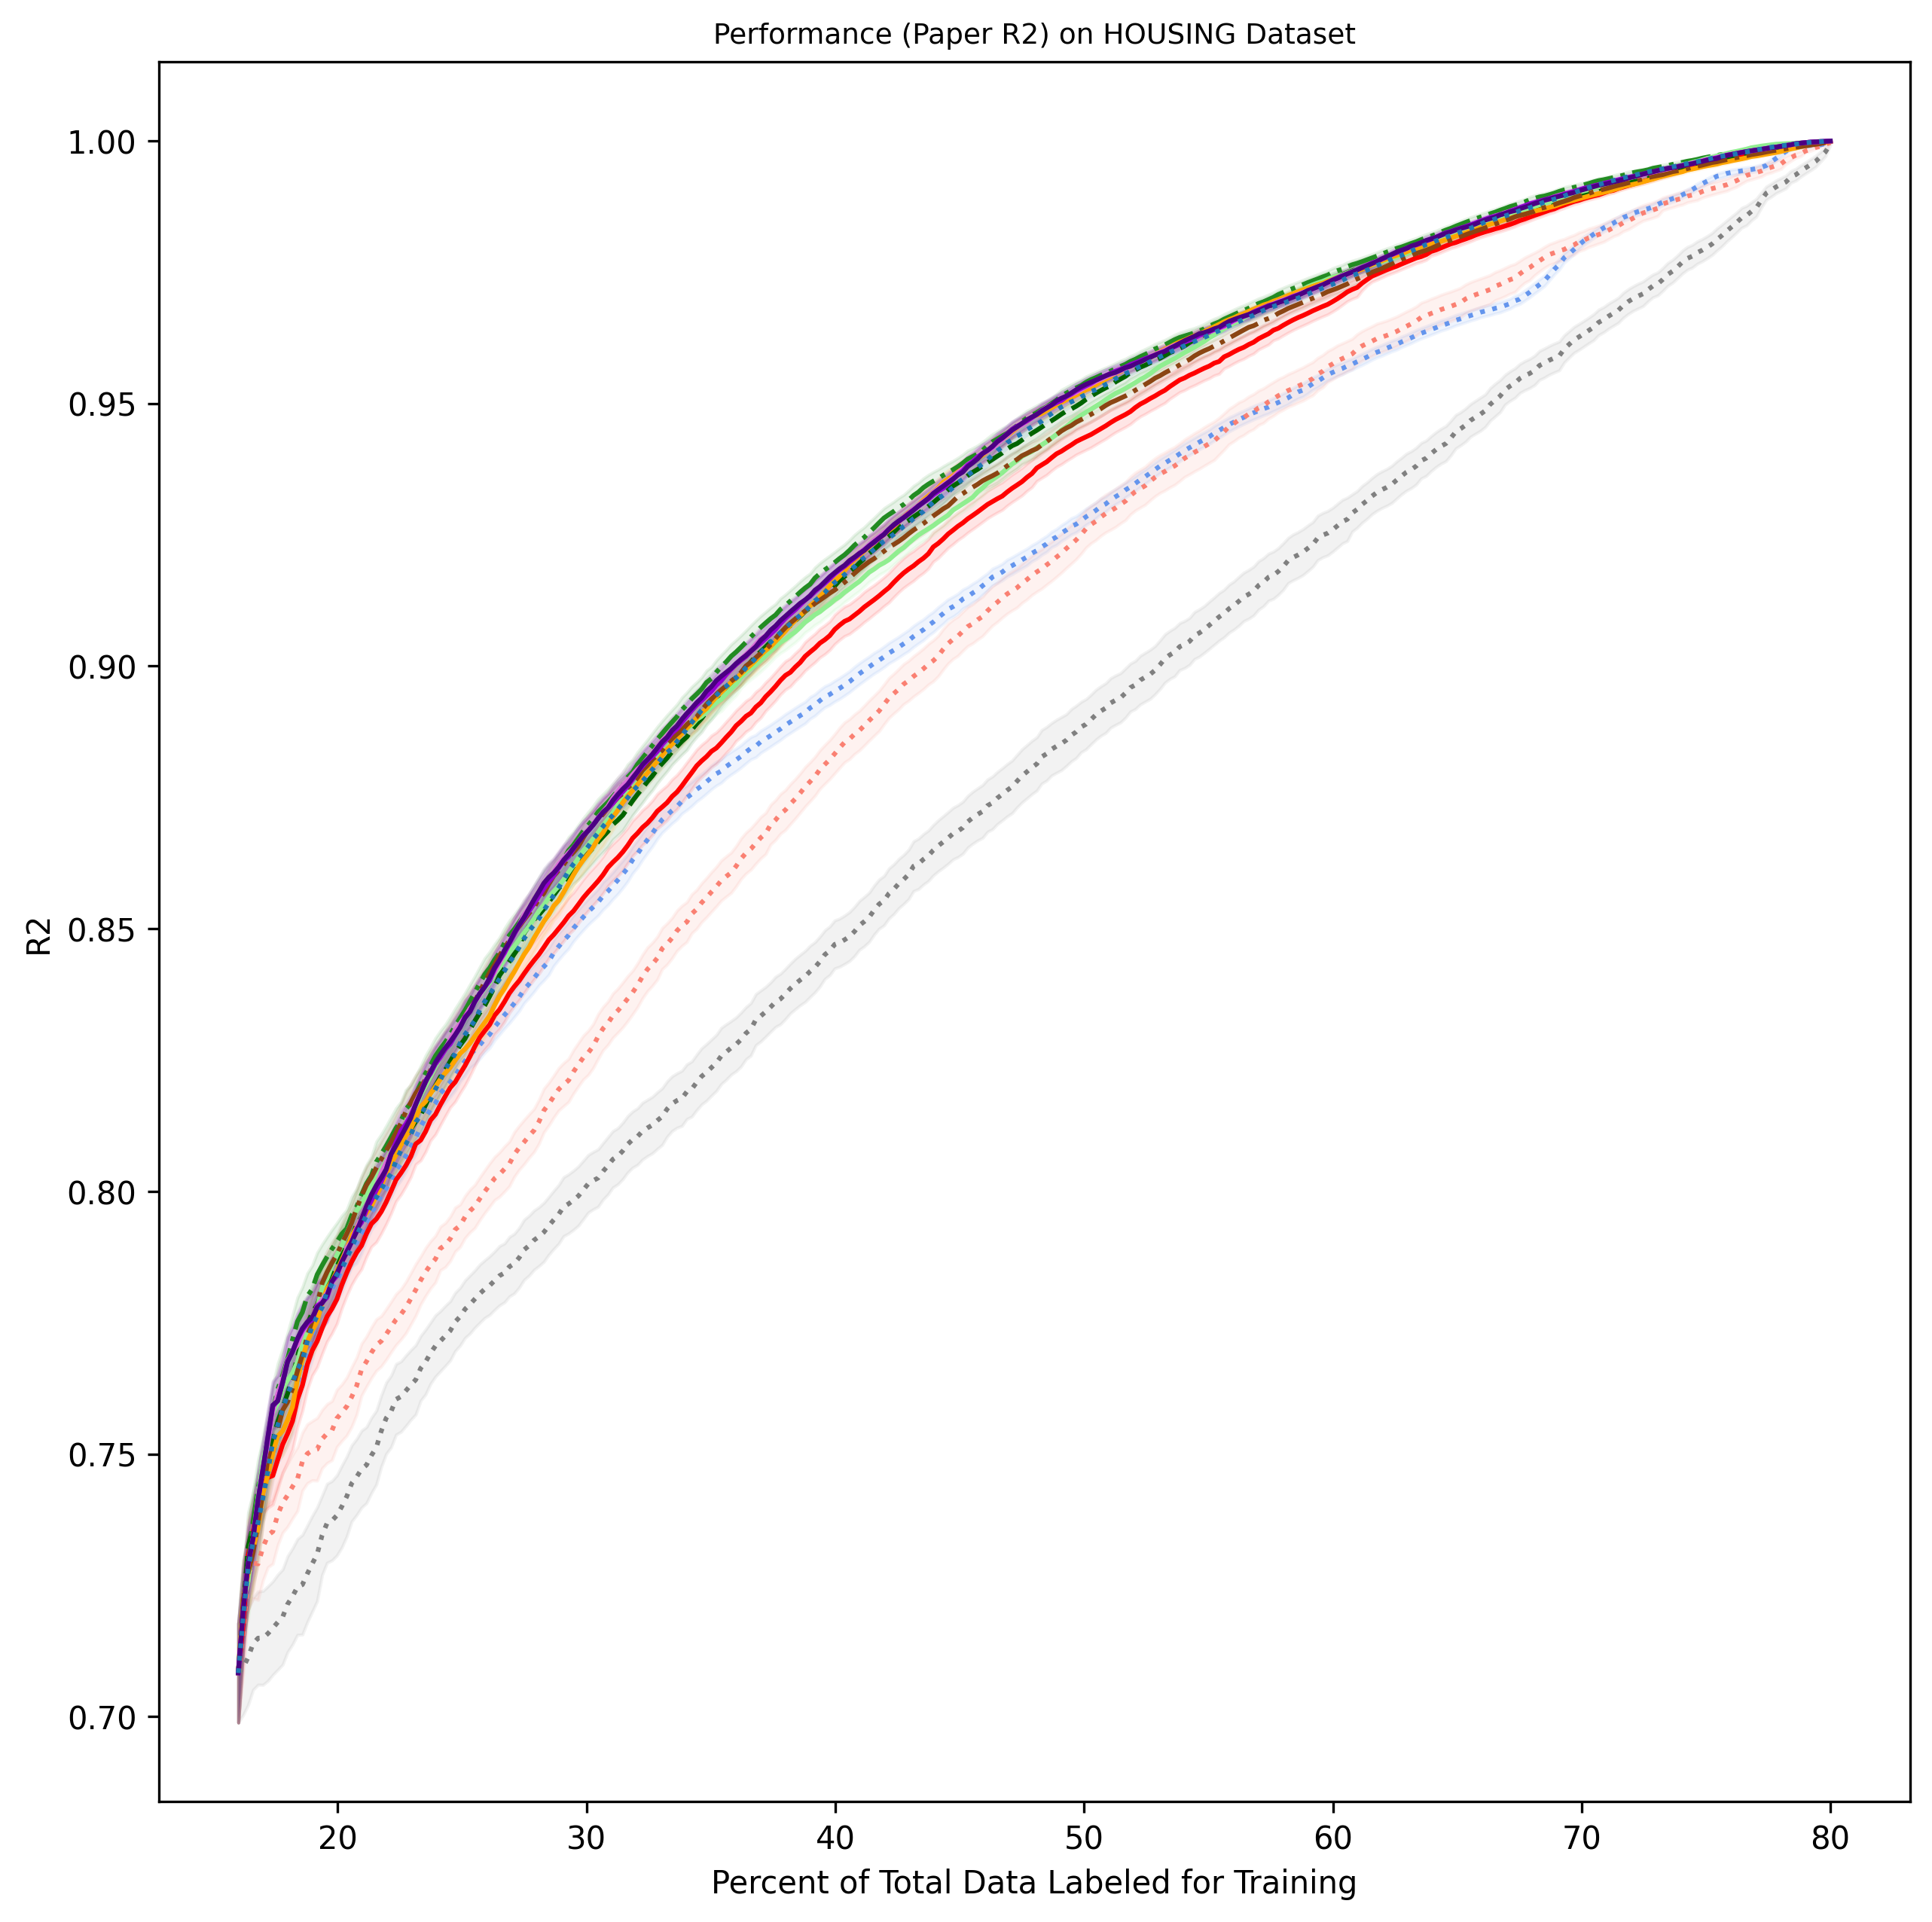 Performance (Paper R2) on HOUSING Dataset
1.00
0.95
0.90
0.85
0.80
0.75
0.70
R2
20 30 40 50 60 70 80
Percent of Total Data Labeled for Training